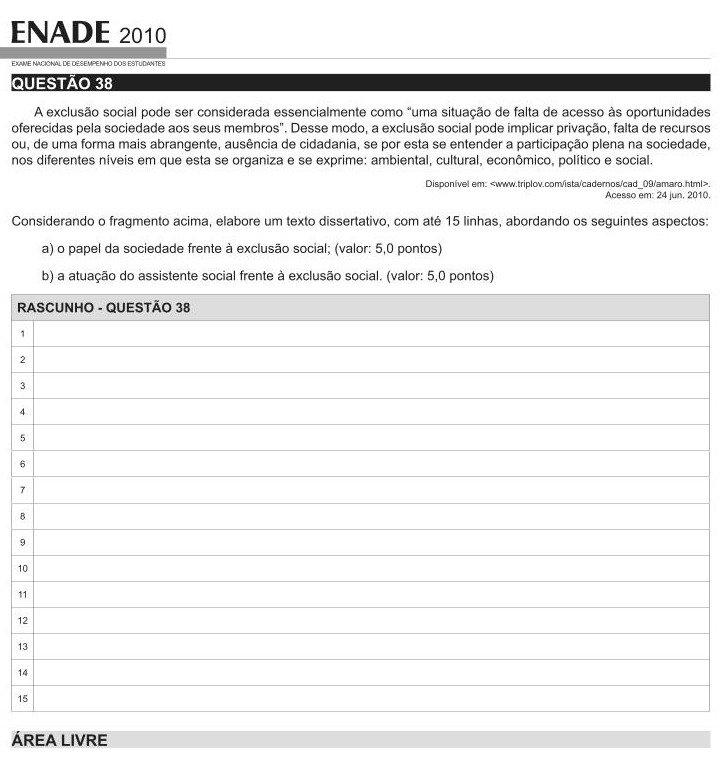 ENADE 2010
EXAME NACIONAL DE DESEMPENHO DOS ESTUDANTES
QUESTÃO 38
A exclusão social pode ser considerada essencialmente como “uma situação de falta de acesso às oportunidades
oferecidas pela sociedade aos seus membros”. Desse modo, a exclusão social pode implicar privação, falta de recursos
ou, de uma forma mais abrangente, ausência de cidadania, se por esta se entender a participação plena na sociedade,
nos diferentes níveis em que esta se organiza e se exprime: ambiental, cultural, econômico, político e social.
Disponível em: <www.triplov.com/ista/cadernos/cad_09/amaro.html>.
Acesso em: 24 jun. 2010.
Considerando o fragmento acima, elabore um texto dissertativo, com até 15 linhas, abordando os seguintes aspectos:
a) o papel da sociedade frente à exclusão social; (valor: 5,0 pontos)
b) a atuação do assistente social frente à exclusão social. (valor: 5,0 pontos)
RASCUNHO - QUESTÃO 38
1
2
3
4
5
6
7
8
9
10
11
12
13
14
15
ÁREA LIVRE